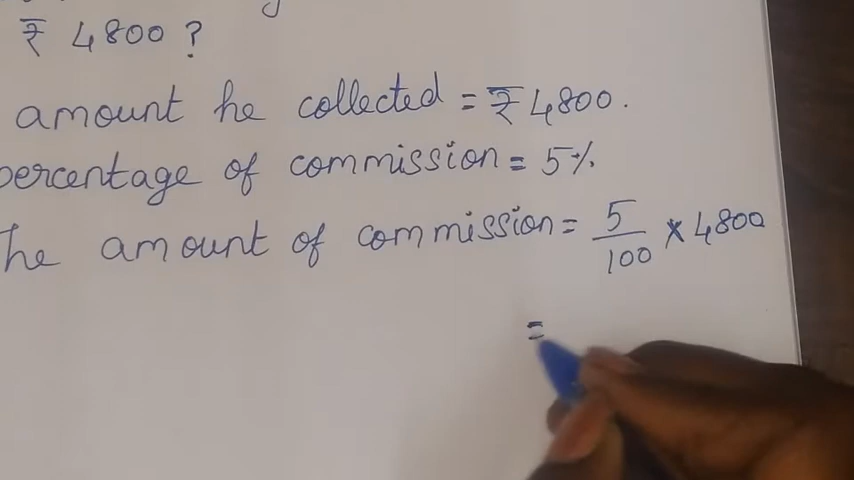 ₹ 4800 ?
amount he collected = ₹ 4800.
percentage of commission = 5%
The amount of commission = 5/100 × 4800
=